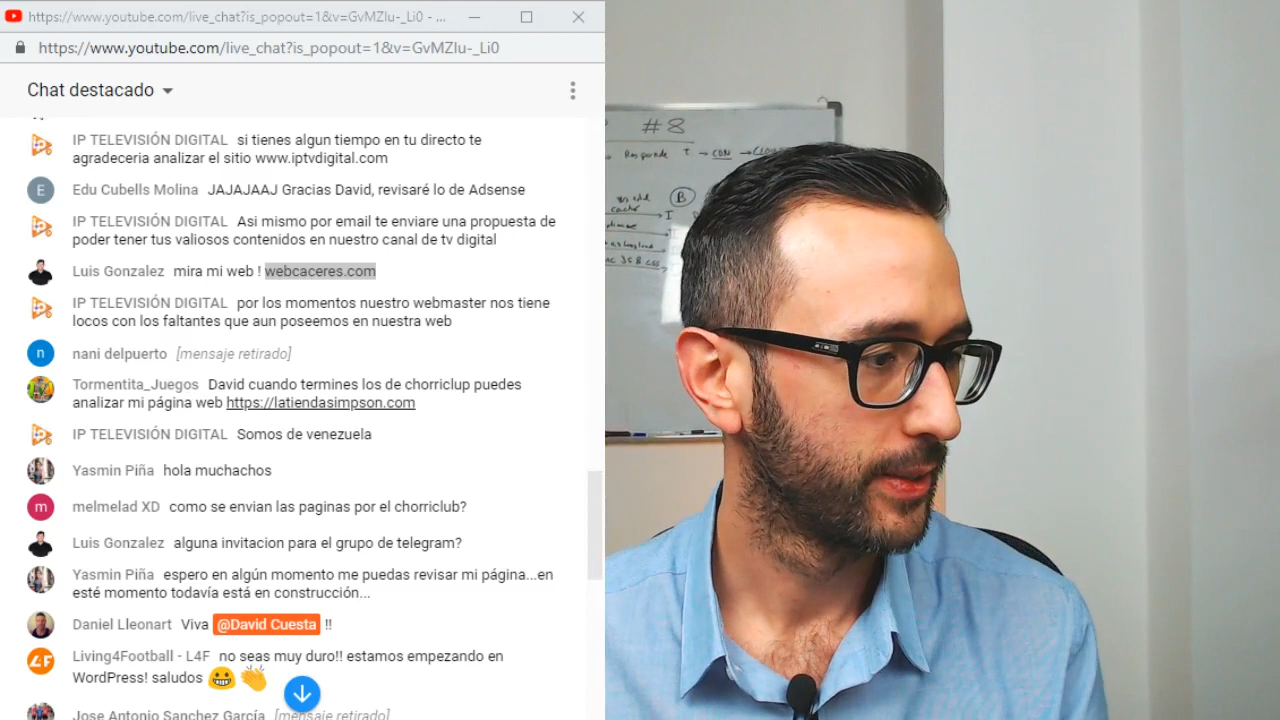 https://www.youtube.com/live_chat?is_popout=1&v=GvMZIu-_Li0 - ...
https://www.youtube.com/live_chat?is_popout=1&v=GvMZIu-_Li0
Chat destacado
IP TELEVISIÓN DIGITAL si tienes algun tiempo en tu directo te
agradeceria analizar el sitio www.iptvdigital.com
E
Edu Cubells Molina JAJAJAAJ Gracias David, revisaré lo de Adsense
IP TELEVISIÓN DIGITAL Asi mismo por email te enviare una propuesta de
poder tener tus valiosos contenidos en nuestro canal de tv digital
Luis Gonzalez mira mi web ! webcaceres.com
IP TELEVISIÓN DIGITAL por los momentos nuestro webmaster nos tiene
locos con los faltantes que aun poseemos en nuestra web
n
nani delpuerto [mensaje retirado]
Tormentita_Juegos David cuando termines los de chorriclup puedes
analizar mi página web https://latiendasimpson.com
IP TELEVISIÓN DIGITAL Somos de venezuela
Yasmin Piña hola muchachos
m
melmelad XD como se envian las paginas por el chorriclub?
Luis Gonzalez alguna invitacion para el grupo de telegram?
Yasmin Piña espero en algún momento me puedas revisar mi página...en
esté momento todavía está en construcción...
Daniel Lleonart Viva @David Cuesta !!
L4F
Living4Football - L4F no seas muy duro!! estamos empezando en
WordPress! saludos
Jose Antonio Sanchez García [mensaje retirado]
#8
Responde
CDN
B